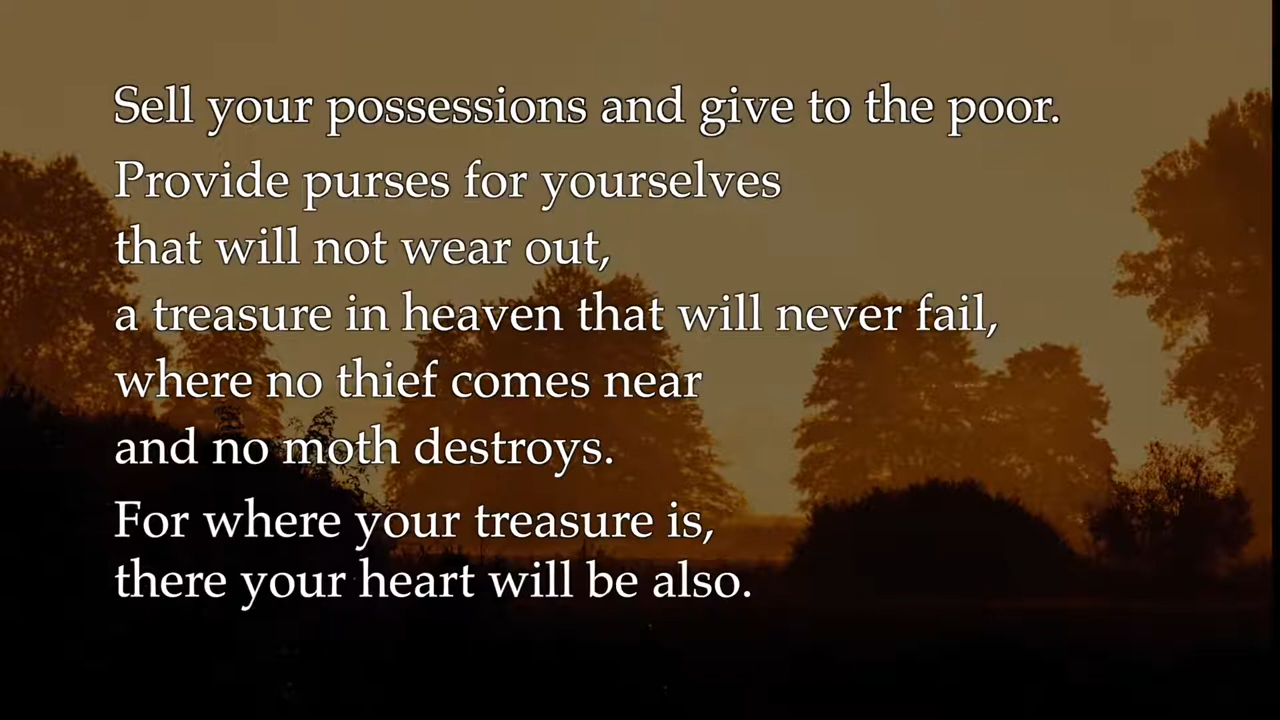 Sell your possessions and give to the poor.
Provide purses for yourselves
that will not wear out,
a treasure in heaven that will never fail,
where no thief comes near
and no moth destroys.
For where your treasure is,
there your heart will be also.